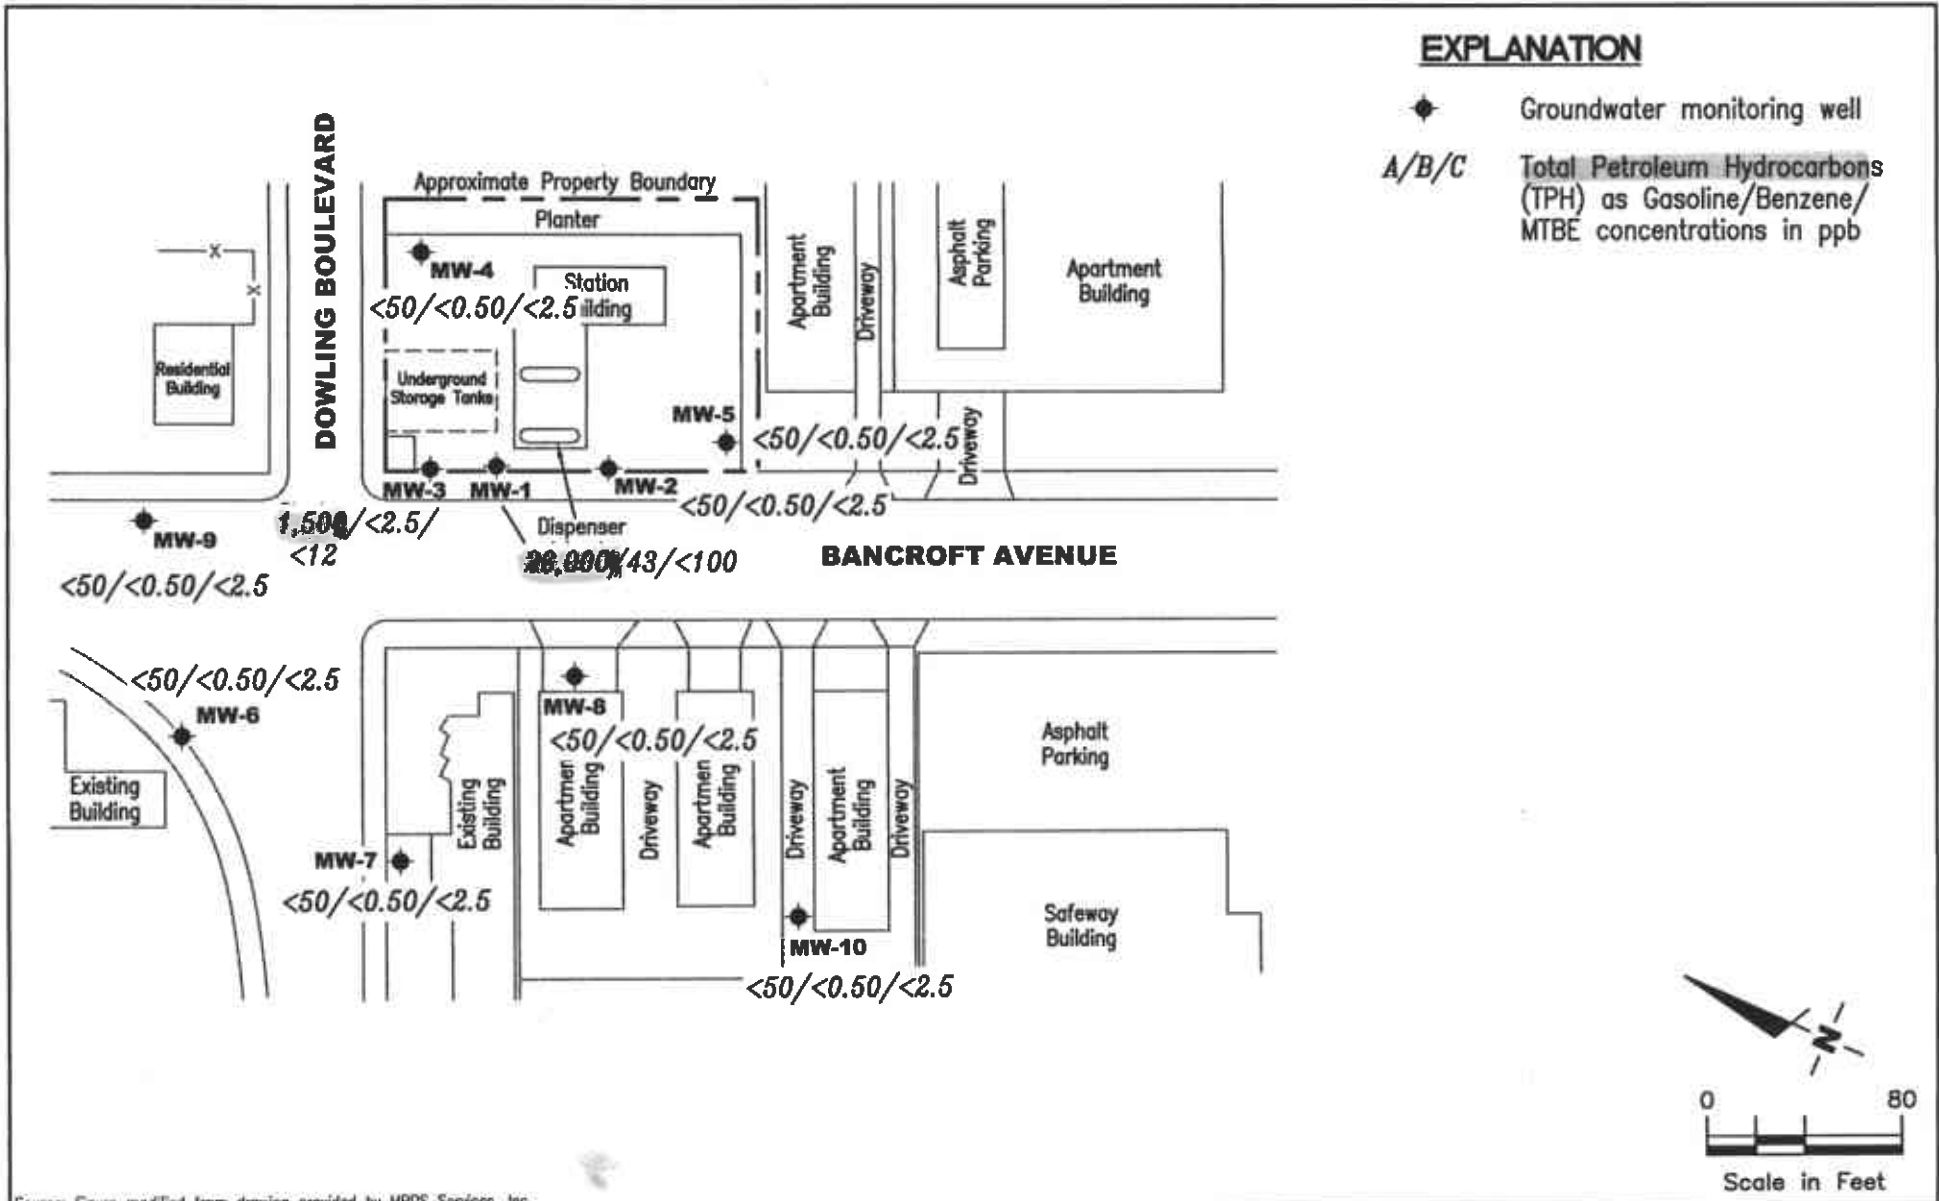 EXPLANATION
Groundwater monitoring well
A/B/C Total Petroleum Hydrocarbons
(TPH) as Gasoline/Benzene/
MTBE concentrations in ppb
DOWLING BOULEVARD
Approximate Property Boundary
Planter
MW-4
<50/<0.50/<2.5
Station
ilding
x
x
Residential
Building
Underground
Storage Tanks
MW-5
<50/<0.50/<2.5
Apartment
Building
Driveway
Asphalt
Parking
Apartment
Building
Driveway
MW-3
MW-1
MW-2
<50/<0.50/<2.5
MW-9
<50/<0.50/<2.5
/<2.5/
<12
Dispenser
/43/<100
BANCROFT AVENUE
<50/<0.50/<2.5
MW-6
Existing
Building
MW-8
<50/<0.50/<2.5
Existing
Building
Apartmen
Building
Driveway
Apartmen
Building
Driveway
Apartment
Building
Driveway
Asphalt
Parking
MW-7
<50/<0.50/<2.5
MW-10
<50/<0.50/<2.5
Safeway
Building
N
0 80
Scale in Feet